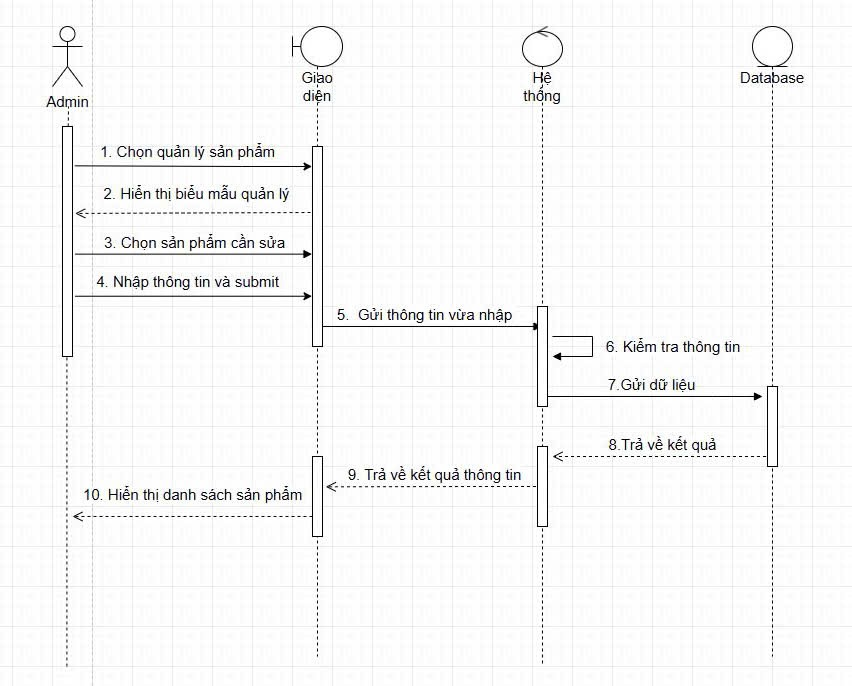 Admin
Giao
diện
Hệ
thống
Database
1. Chọn quản lý sản phẩm
2. Hiển thị biểu mẫu quản lý
3. Chọn sản phẩm cần sửa
4. Nhập thông tin và submit
5. Gửi thông tin vừa nhập
6. Kiểm tra thông tin
7.Gửi dữ liệu
8.Trả về kết quả
9. Trả về kết quả thông tin
10. Hiển thị danh sách sản phẩm